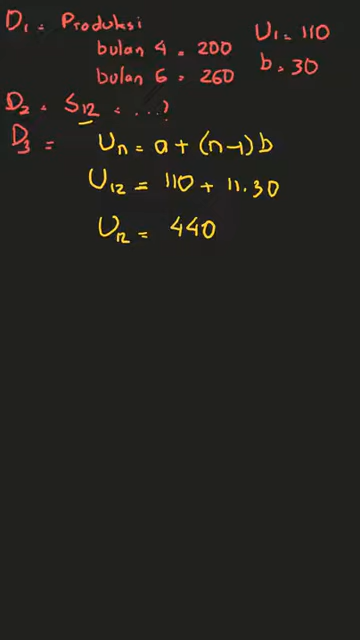 D₁ = Produksi
bulan 4 = 200
bulan 6 = 260
U₁ = 110
b = 30
D₂ = S₁₂ = ...?
D₃ =
Uₙ = a + (n-1) b
U₁₂ = 110 + 11.30
U₁₂ = 440